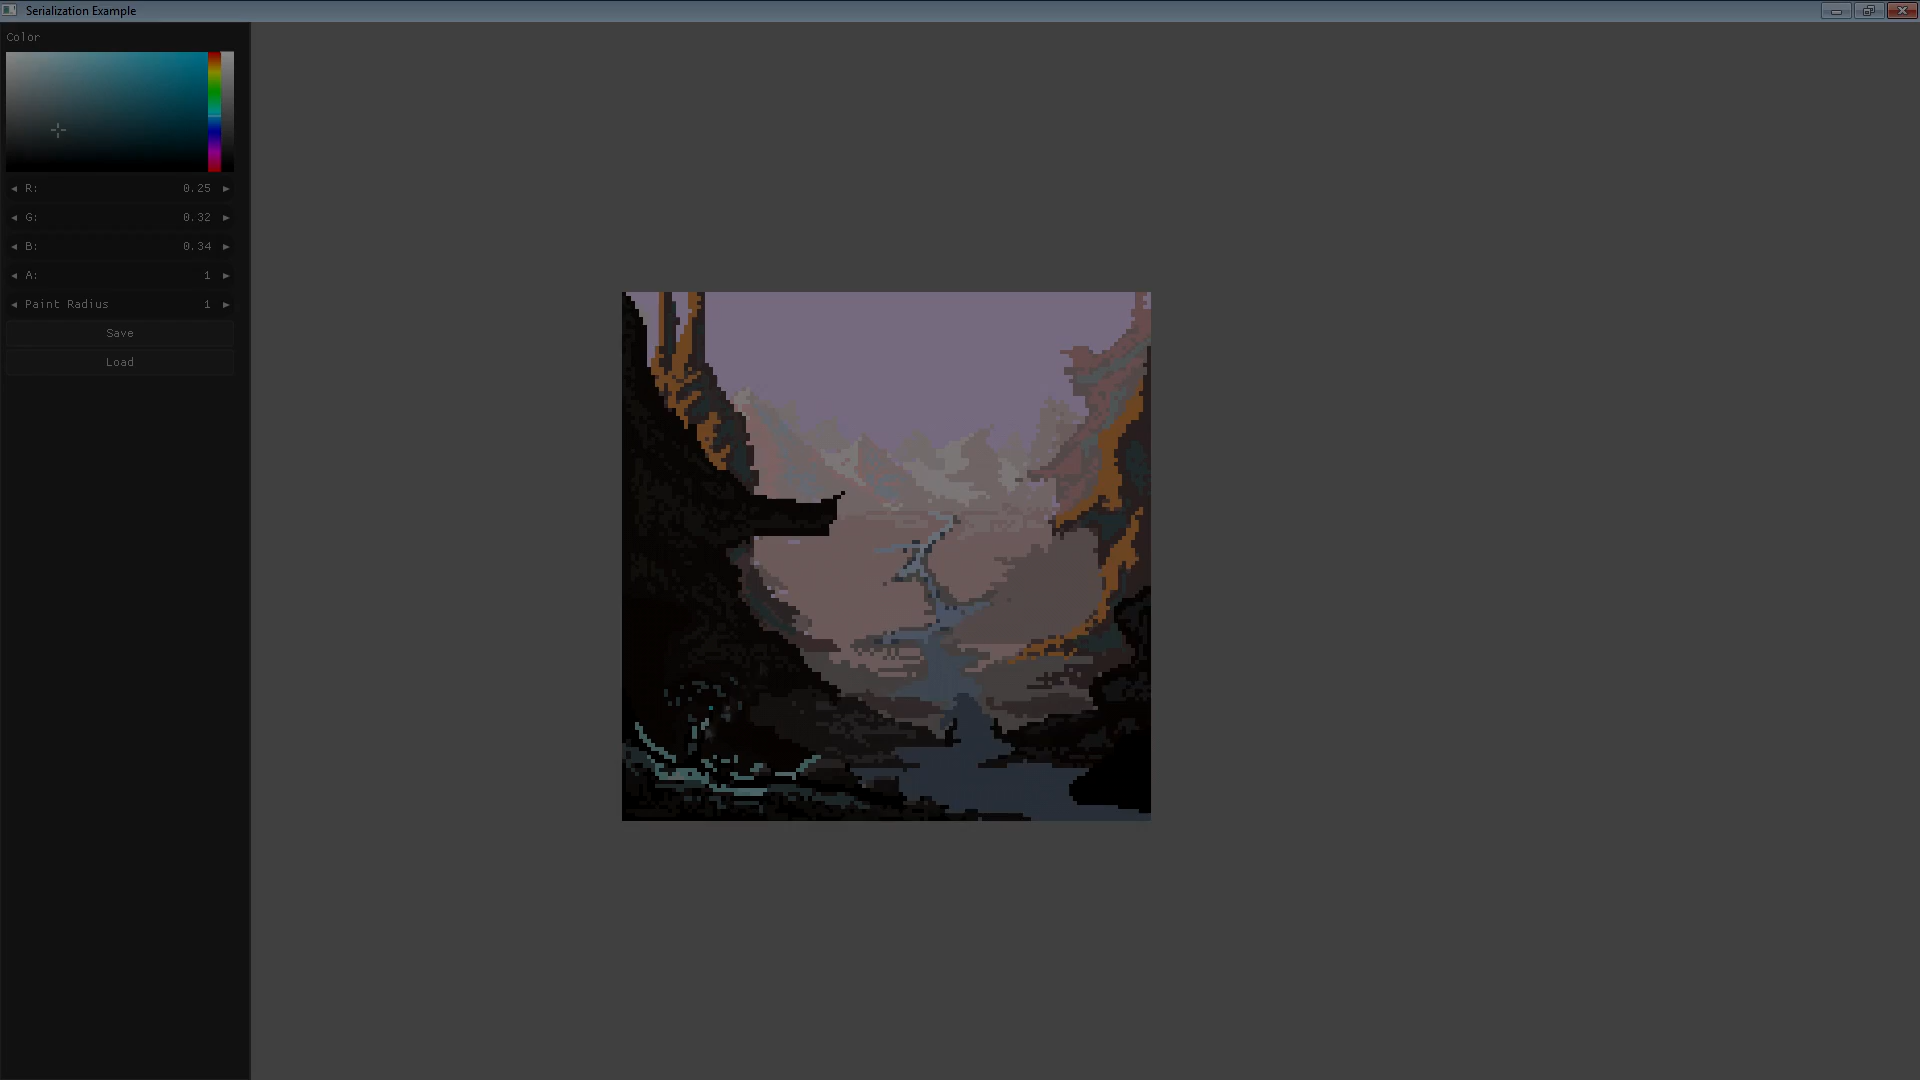 Serialization Example
Color
R: 0.25
G: 0.32
B: 0.34
A: 1
Paint Radius 1
Save
Load